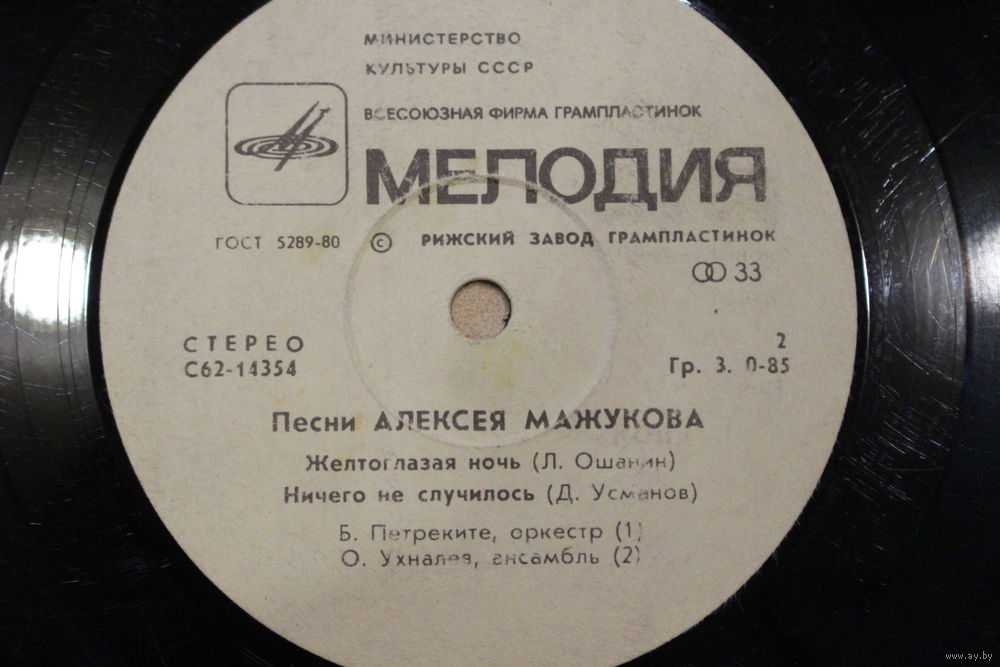 МИНИСТЕРСТВО
КУЛЬТУРЫ СССР
ВСЕСОЮЗНАЯ ФИРМА ГРАМПЛАСТИНОК
МЕЛОДИЯ
ГОСТ 5289-80 © РИЖСКИЙ ЗАВОД ГРАМПЛАСТИНОК
33
СТЕРЕО 2
С62-14354 Гр. 3. 0-85
Песни АЛЕКСЕЯ МАЖУКОВА
Желтоглазая ночь (Л. Ошанин)
Ничего не случилось (Д. Усманов)
Б. Петреките, оркестр (1)
О. Ухналев, ансамбль (2)
www.ay.by